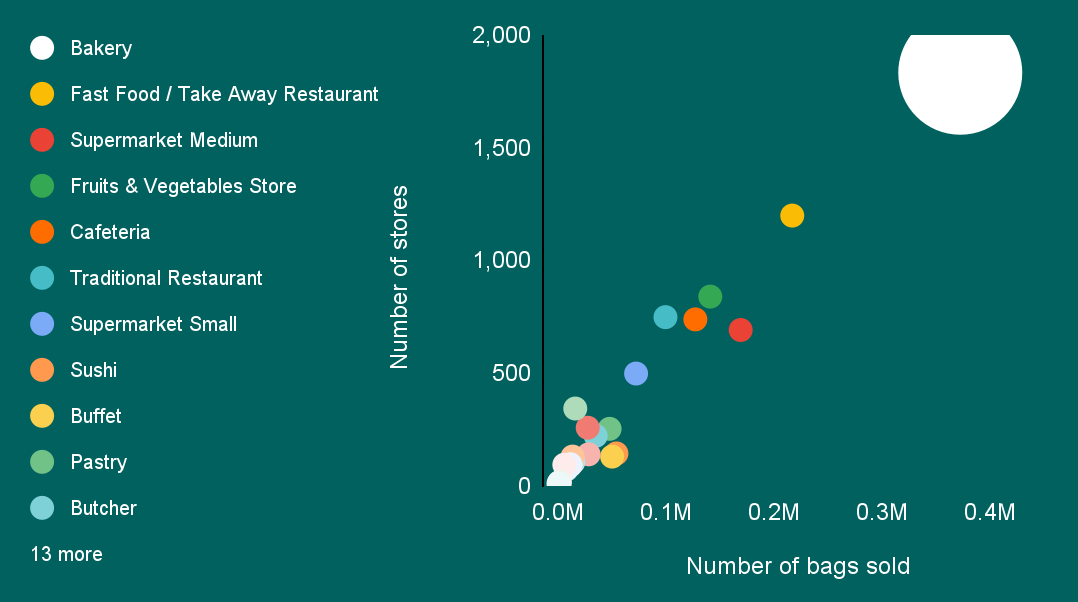 Bakery
Fast Food / Take Away Restaurant
Supermarket Medium
Fruits & Vegetables Store
Cafeteria
Traditional Restaurant
Supermarket Small
Sushi
Buffet
Pastry
Butcher
13 more
Number of stores
2,000
1,500
1,000
500
0
0.0M 0.1M 0.2M 0.3M 0.4M
Number of bags sold